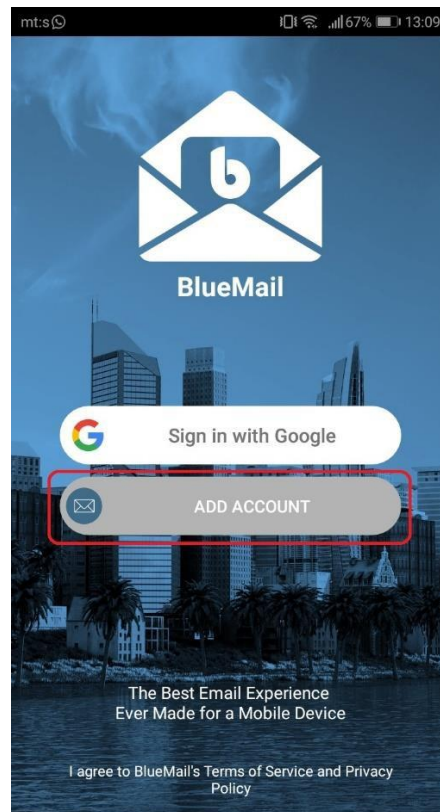 mt:s 67% 13:09
b
BlueMail
Sign in with Google
ADD ACCOUNT
The Best Email Experience
Ever Made for a Mobile Device
I agree to BlueMail's Terms of Service and Privacy
Policy